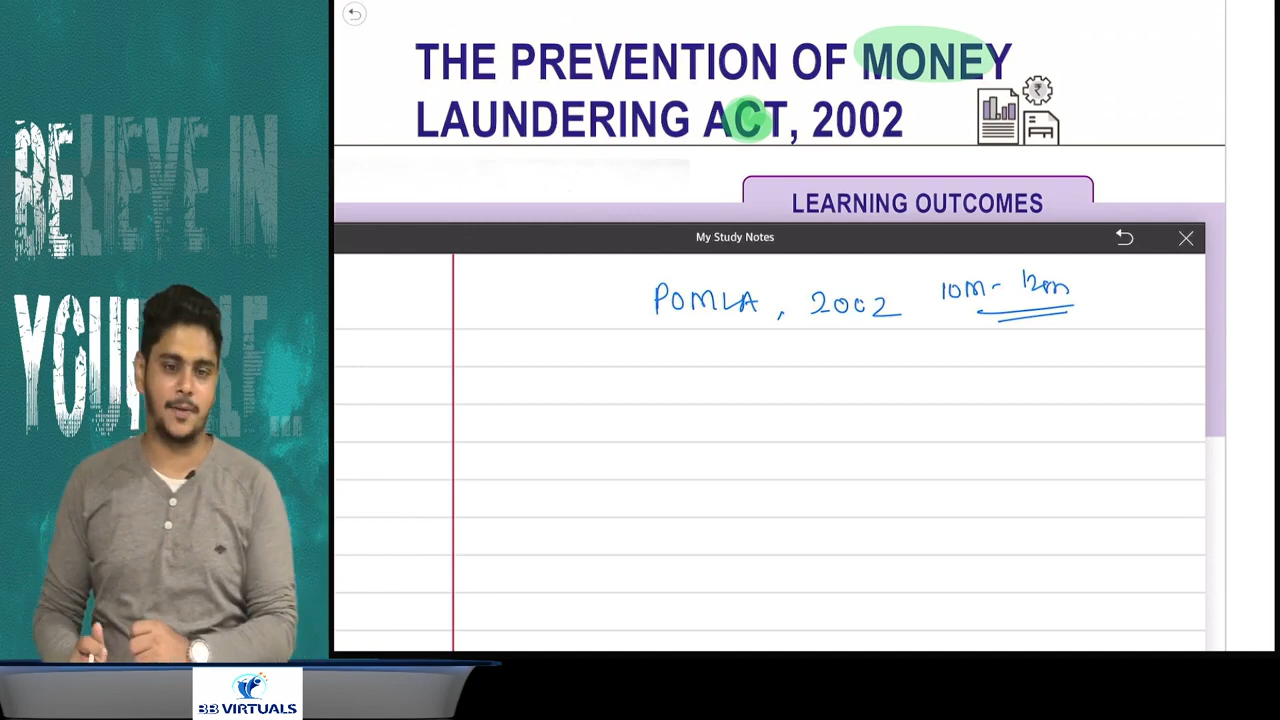 THE PREVENTION OF MONEY
LAUNDERING ACT, 2002
LEARNING OUTCOMES
My Study Notes
POMLA, 2002 10M- 12m
BELIEVE IN
BB VIRTUALS